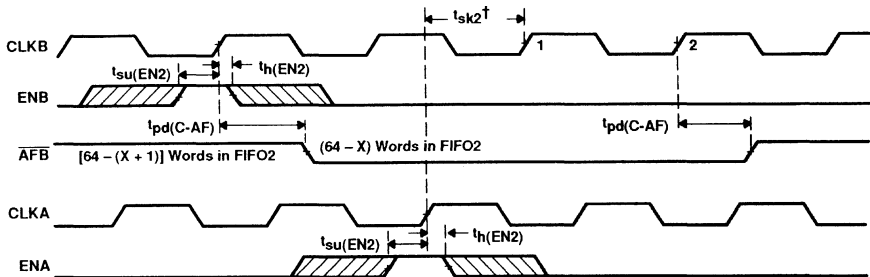 tsk2†
CLKB
1
2
tsu(EN2)
th(EN2)
ENB
tpd(C-AF)
tpd(C-AF)
AFB
[64 – (X + 1)] Words in FIFO2
(64 – X) Words in FIFO2
CLKA
tsu(EN2)
th(EN2)
ENA